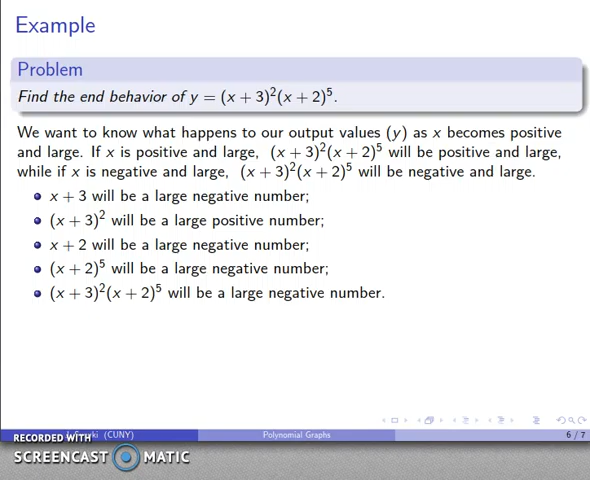 Example
Problem
Find the end behavior of y = (x + 3)²(x + 2)⁵.
We want to know what happens to our output values (y) as x becomes positive
and large. If x is positive and large, (x + 3)²(x + 2)⁵ will be positive and large,
while if x is negative and large, (x + 3)²(x + 2)⁵ will be negative and large.
x + 3 will be a large negative number;
(x + 3)² will be a large positive number;
x + 2 will be a large negative number;
(x + 2)⁵ will be a large negative number;
(x + 3)²(x + 2)⁵ will be a large negative number.
(CUNY)
Polynomial Graphs
6 / 7
RECORDED WITH
SCREENCAST MATIC